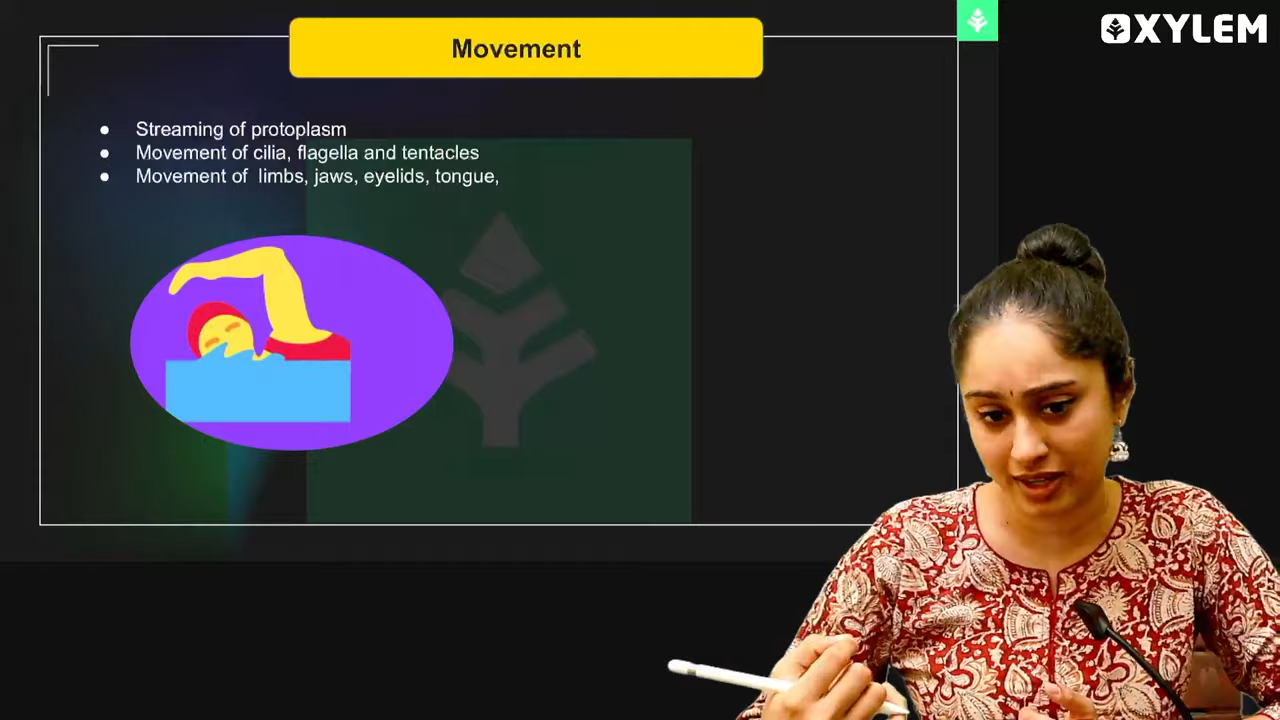 Movement
XYLEM
● Streaming of protoplasm
● Movement of cilia, flagella and tentacles
● Movement of limbs, jaws, eyelids, tongue,